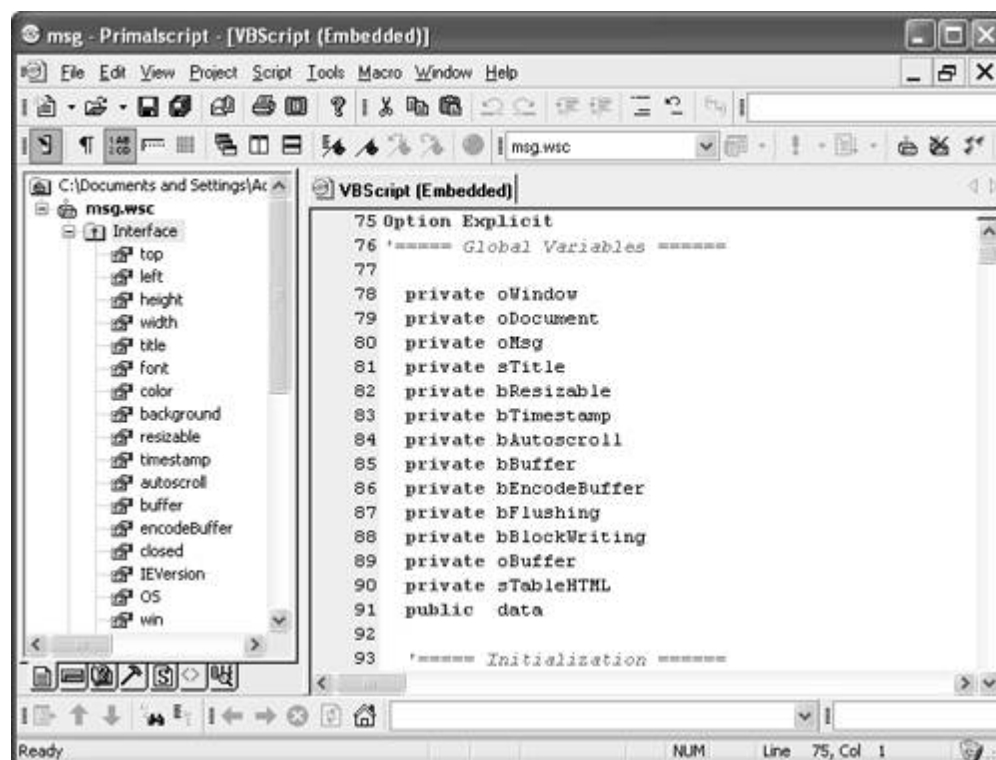 msg - Primalscript - [VBScript (Embedded)]
File Edit View Project Script Tools Macro Window Help
msg.wsc
C:\Documents and Settings\Ac
msg.wsc
Interface
top
left
height
width
title
font
color
background
resizable
timestamp
autoscroll
buffer
encodeBuffer
closed
IEVersion
OS
win
VBScript (Embedded)
75 Option Explicit
76 '===== Global Variables ======
77
78 private oWindow
79 private oDocument
80 private oMsg
81 private sTitle
82 private bResizable
83 private bTimestamp
84 private bAutoscroll
85 private bBuffer
86 private bEncodeBuffer
87 private bFlushing
88 private bBlockWriting
89 private oBuffer
90 private sTableHTML
91 public data
92
93 '===== Initialization ======
Ready NUM Line 75, Col 1